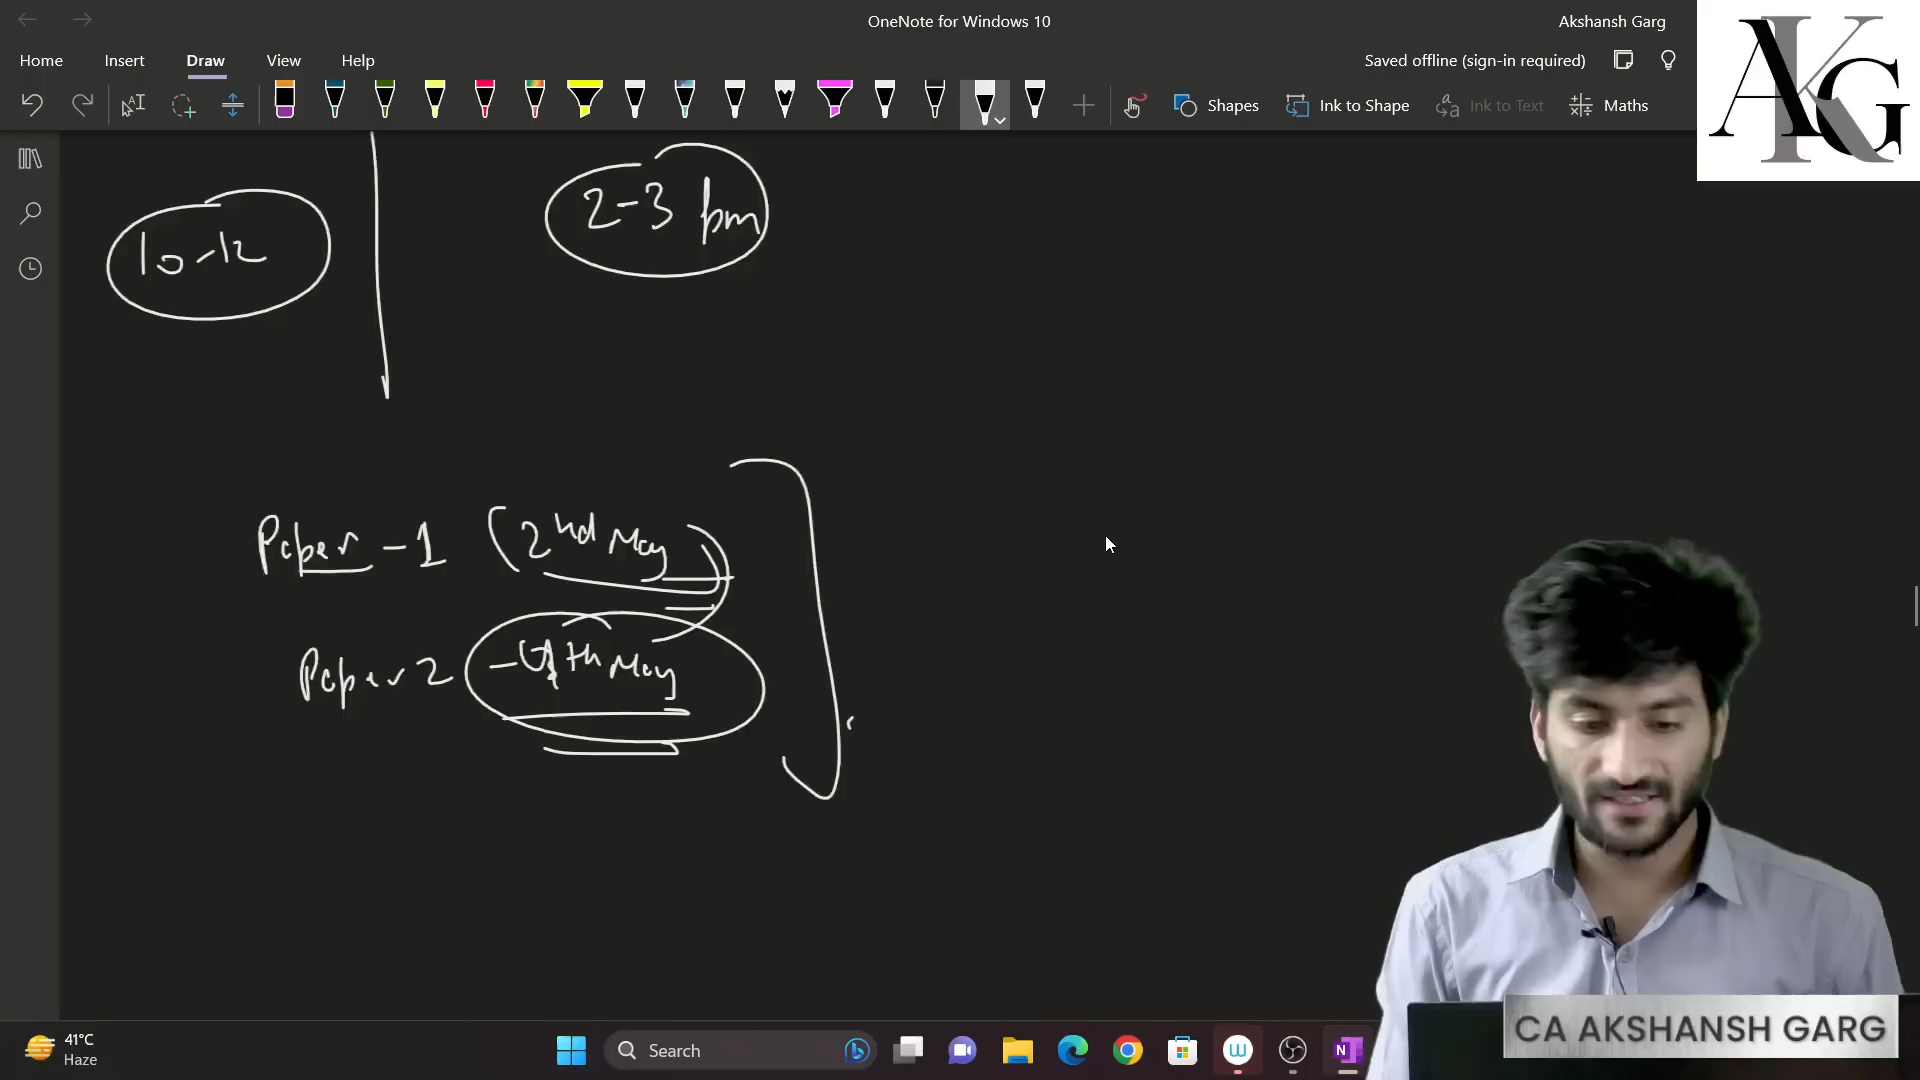 OneNote for Windows 10
Akshansh Garg
Home Insert Draw View Help
Saved offline (sign-in required)
Shapes Ink to Shape Ink to Text Maths
AKG
10-12
2-3 pm
Paper -1 (2nd May)
Paper 2 - 4th May
41°C
Haze
Search
CA AKSHANSH GARG